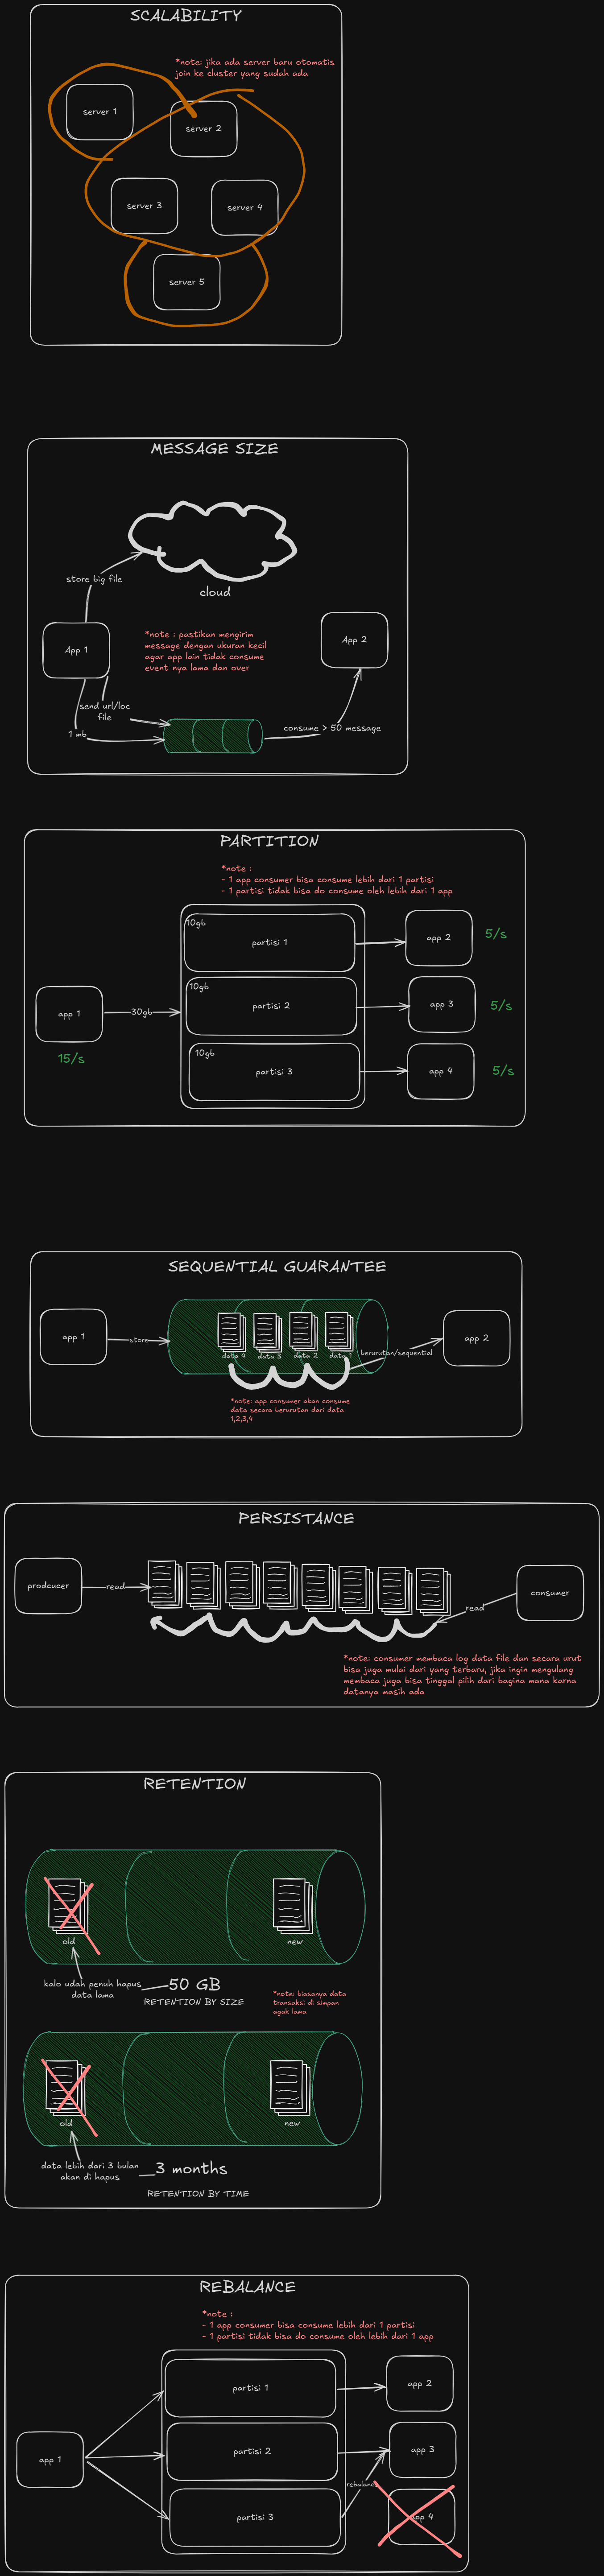 SCALABILITY
*note: jika ada server baru otomatis
join ke cluster yang sudah ada
server 1
server 2
server 3
server 4
server 5
MESSAGE SIZE
cloud
store big file
App 1
*note : pastikan mengirim
message dengan ukuran kecil
agar app lain tidak consume
event nya lama dan over
App 2
send url/loc
file
1 mb
consume > 50 message
PARTITION
*note :
- 1 app consumer bisa consume lebih dari 1 partisi
- 1 partisi tidak bisa do consume oleh lebih dari 1 app
10gb
partisi 1
app 2
5/s
10gb
partisi 2
app 3
5/s
app 1
30gb
15/s
10gb
partisi 3
app 4
5/s
SEQUENTIAL GUARANTEE
app 1
store
data 4
data 3
data 2
data 1
berurutan/sequential
app 2
*note: app consumer akan consume
data secara berurutan dari data
1,2,3,4
PERSISTANCE
prodcucer
read
consumer
read
*note: consumer membaca log data file dan secara urut
bisa juga mulai dari yang terbaru, jika ingin mengulang
membaca juga bisa tinggal pilih dari bagina mana karna
datanya masih ada
RETENTION
old
new
kalo udah penuh hapus
data lama
50 GB
RETENTION BY SIZE
*note: biasanya data
transaksi di simpan
agak lama
old
new
data lebih dari 3 bulan
akan di hapus
3 months
RETENTION BY TIME
REBALANCE
*note :
- 1 app consumer bisa consume lebih dari 1 partisi
- 1 partisi tidak bisa do consume oleh lebih dari 1 app
partisi 1
app 2
app 1
partisi 2
app 3
rebalance
partisi 3
app 4